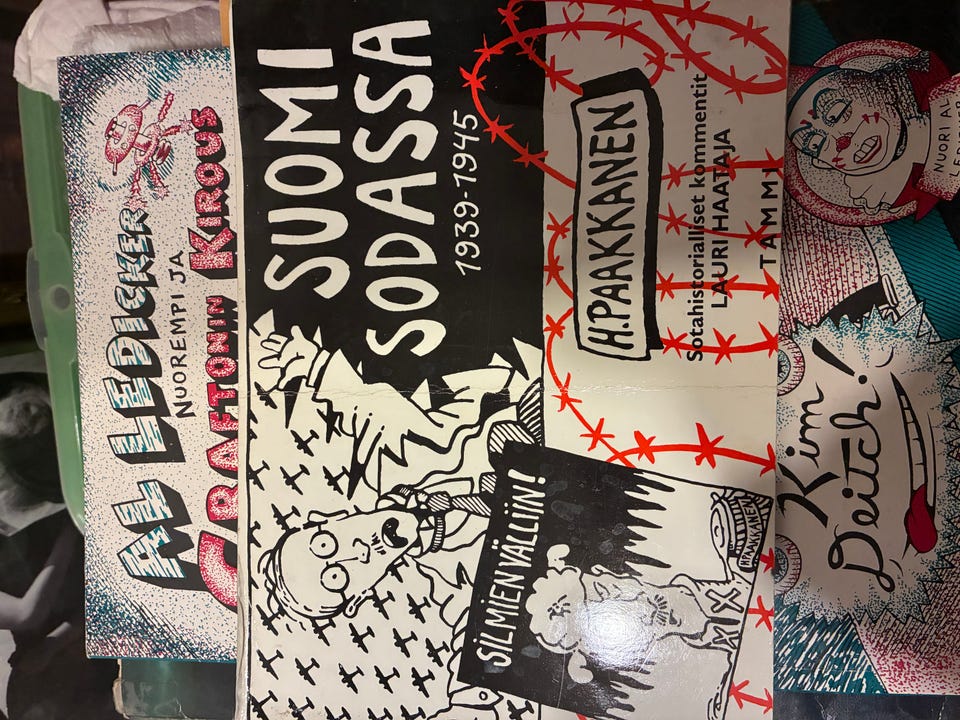 AL LEDICKER
NUOREMPI JA
CRAFTONIN KIROUS
SUOMI
SODASSA
1939-1945
H.PAAKKANEN
Sotahistorialliset kommentit
LAURI HAATAJA
TAMMI
SILMIEN VÄLLIIN!
HPAAKKANEN
NUORI AL
Kim
Deitch!